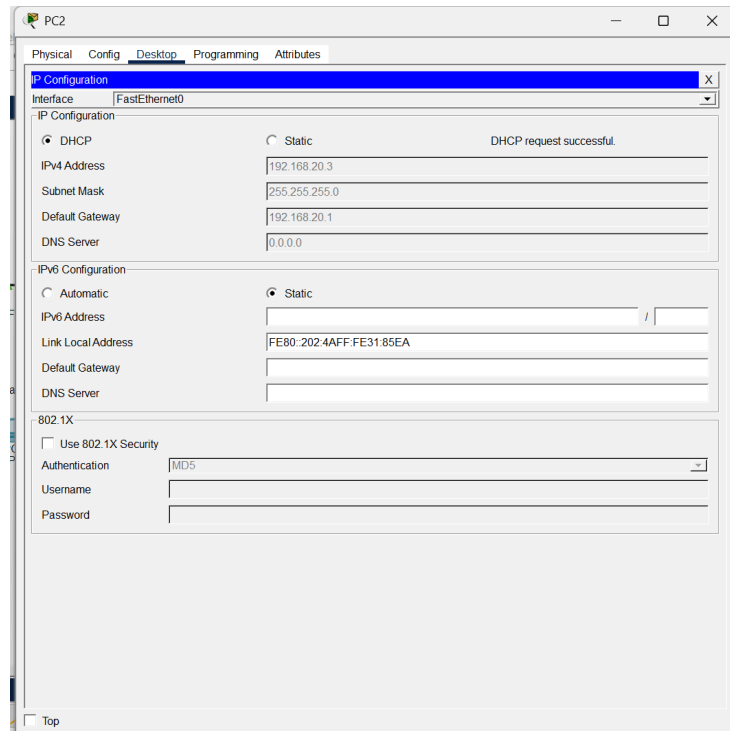 PC2
Physical Config Desktop Programming Attributes
IP Configuration X
Interface FastEthernet0
IP Configuration
DHCP Static DHCP request successful.
IPv4 Address 192.168.20.3
Subnet Mask 255.255.255.0
Default Gateway 192.168.20.1
DNS Server 0.0.0.0
IPv6 Configuration
Automatic Static
IPv6 Address /
Link Local Address FE80::202:4AFF:FE31:85EA
Default Gateway
DNS Server
802.1X
Use 802.1X Security
Authentication MD5
Username
Password
Top